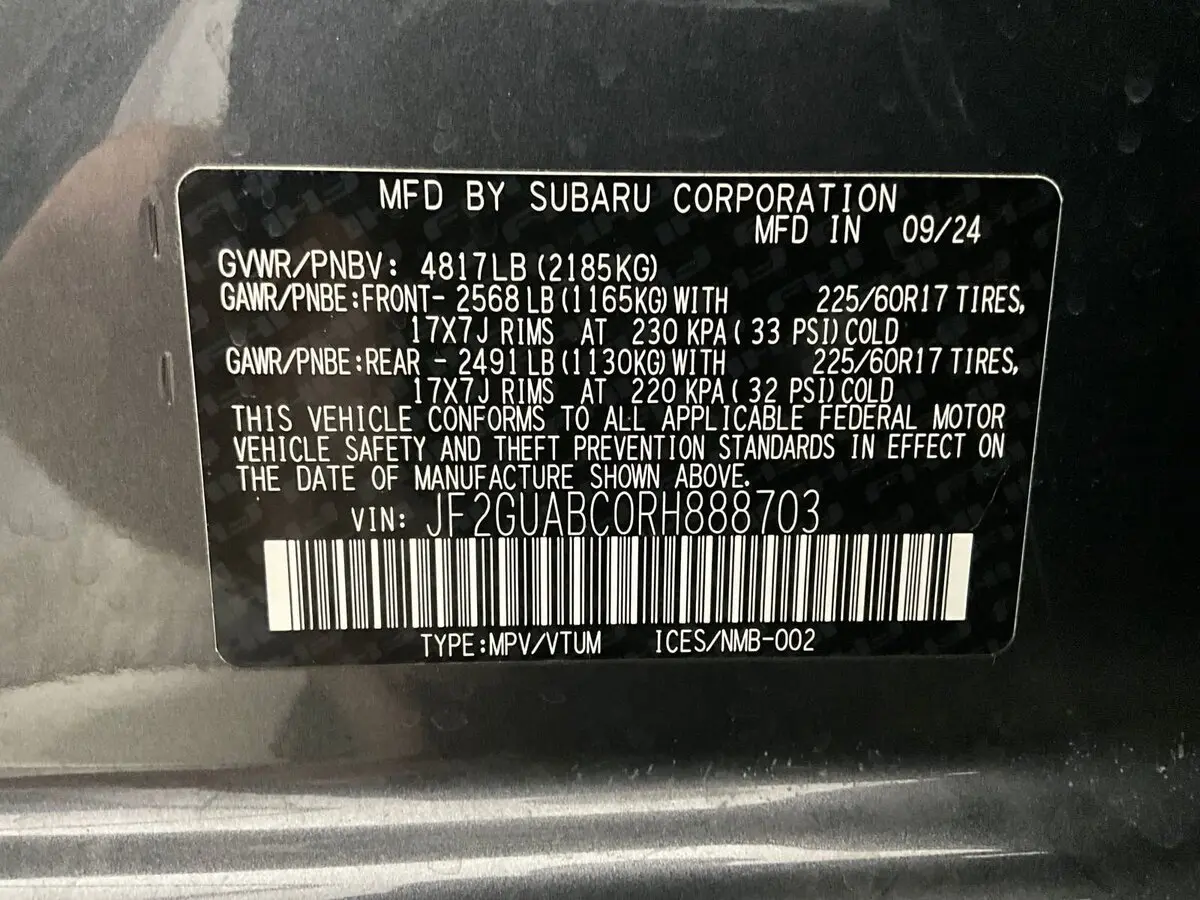 MFD BY SUBARU CORPORATION
MFD IN 09/24
GVWR/PNBV: 4817LB (2185KG)
GAWR/PNBE:FRONT- 2568 LB (1165KG) WITH 225/60R17 TIRES,
17X7J RIMS AT 230 KPA ( 33 PSI) COLD
GAWR/PNBE:REAR - 2491 LB (1130KG) WITH 225/60R17 TIRES,
17X7J RIMS AT 220 KPA ( 32 PSI) COLD
THIS VEHICLE CONFORMS TO ALL APPLICABLE FEDERAL MOTOR
VEHICLE SAFETY AND THEFT PREVENTION STANDARDS IN EFFECT ON
THE DATE OF MANUFACTURE SHOWN ABOVE.
VIN: JF2GUABC0RH888703
TYPE:MPV/VTUM ICES/NMB-002